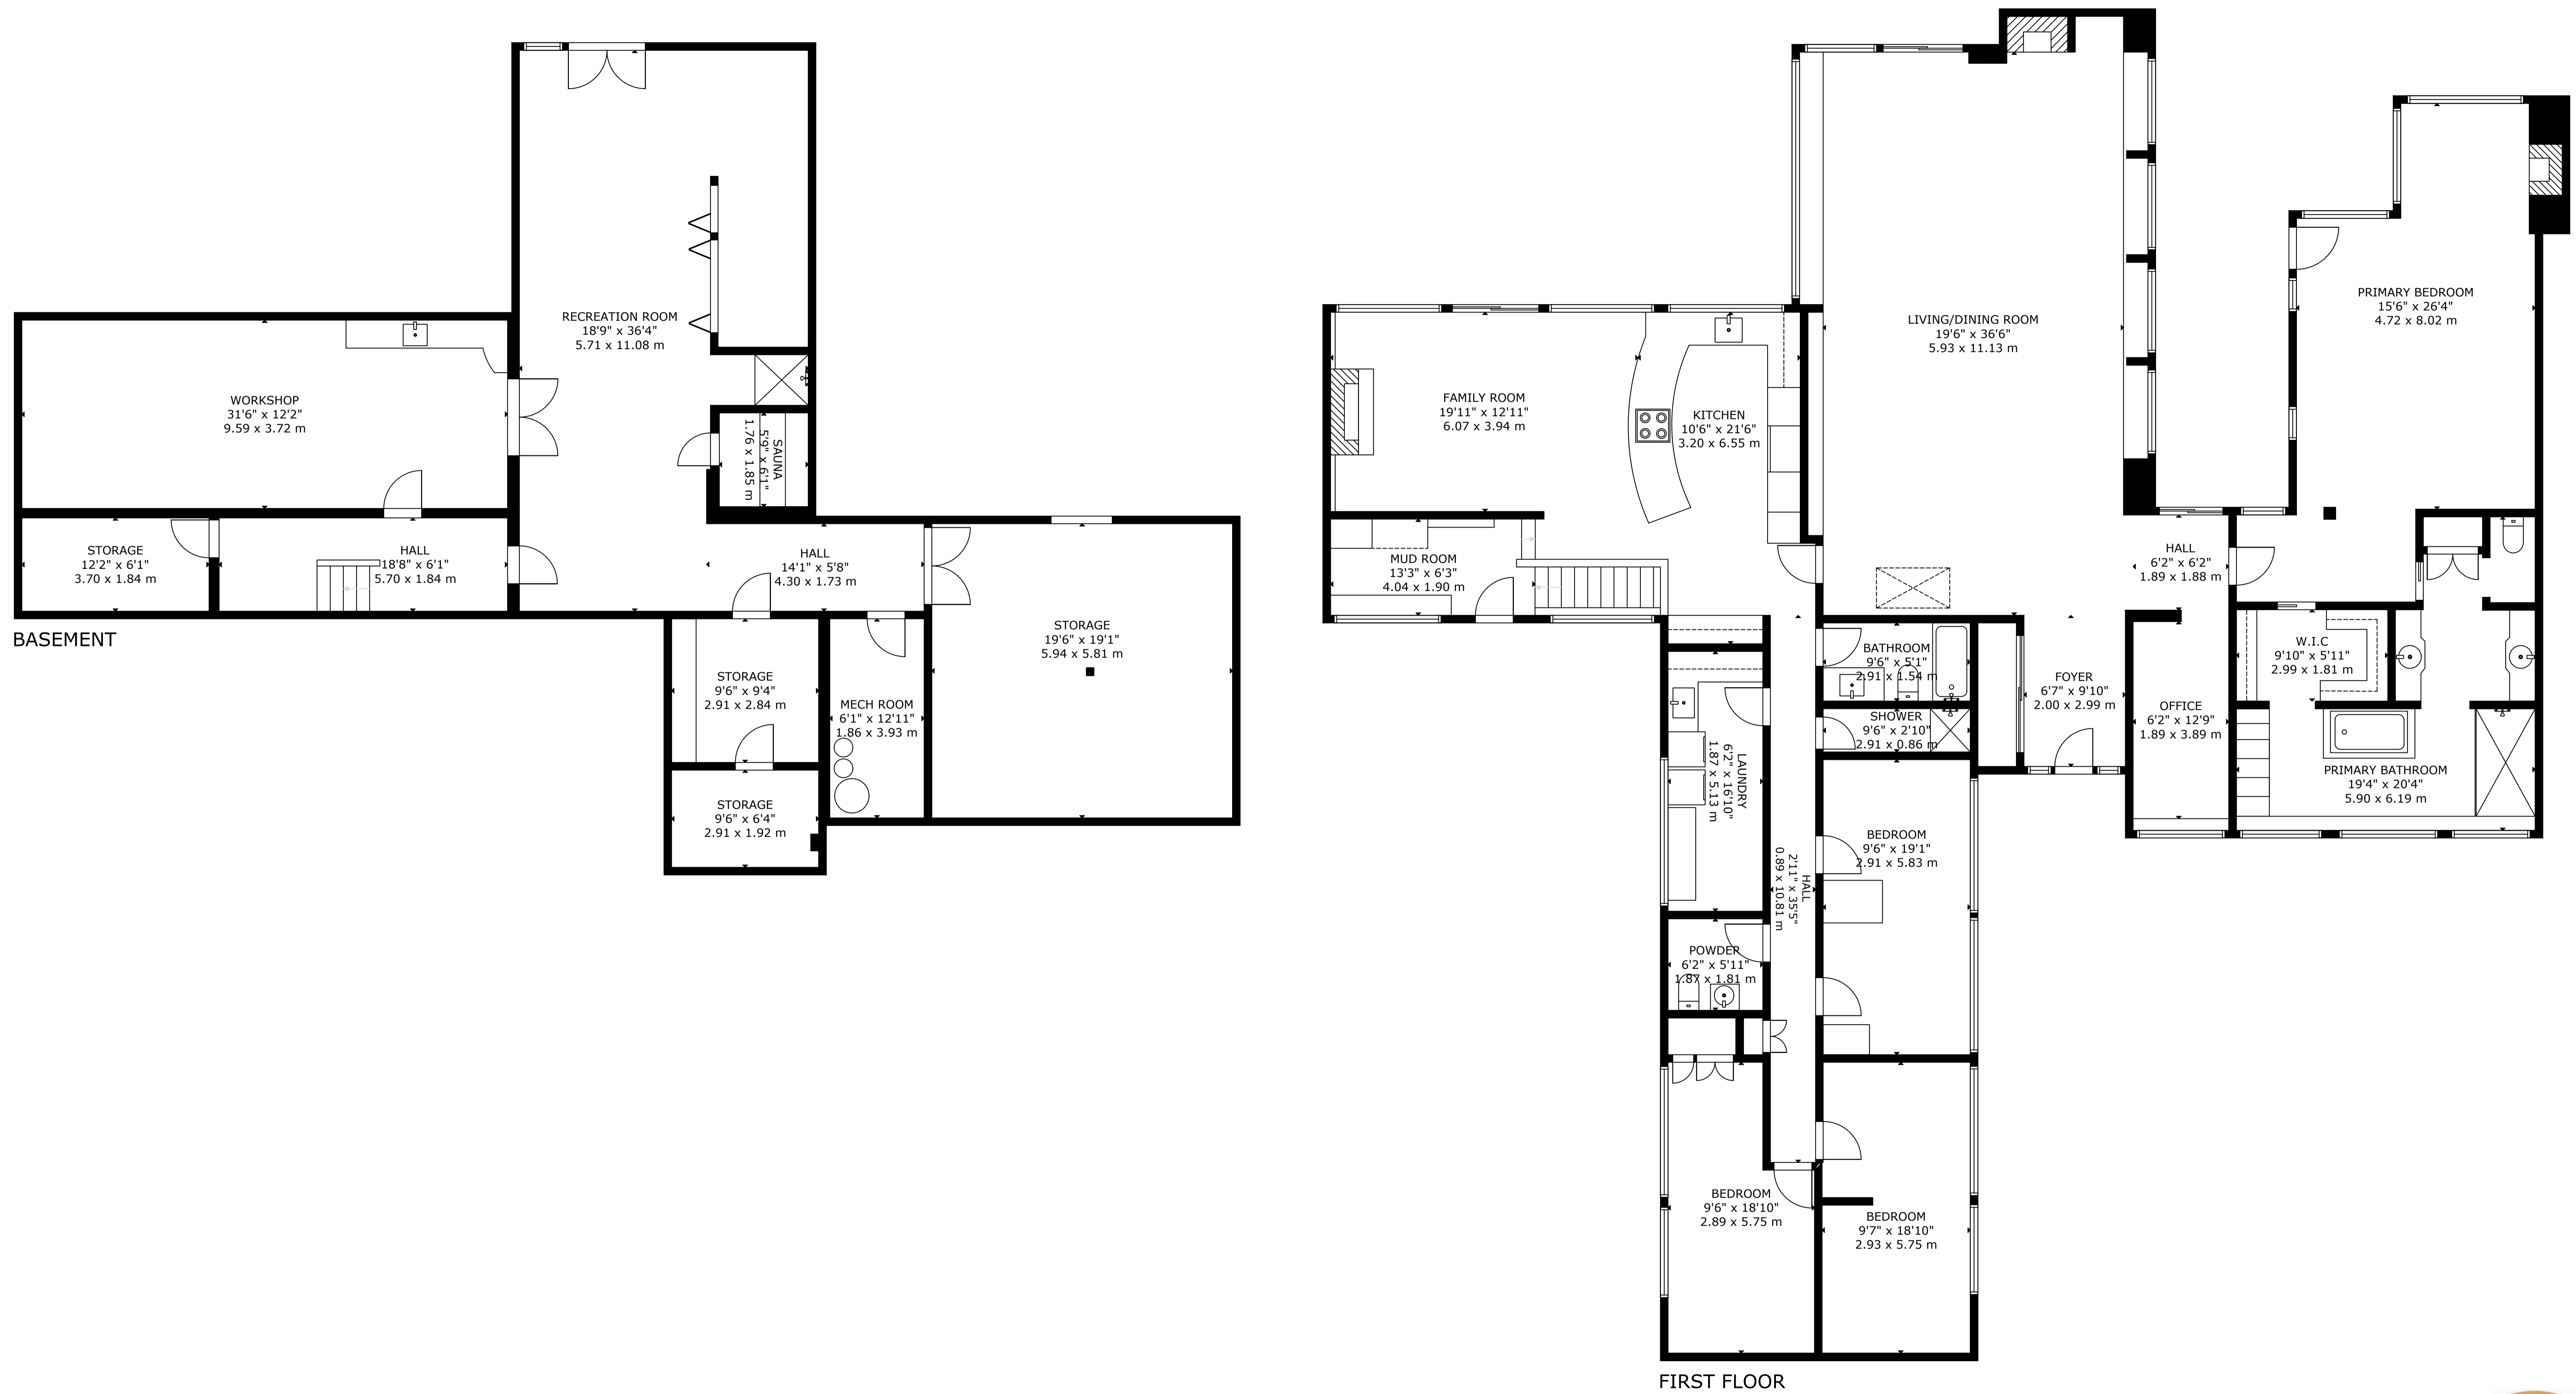 RECREATION ROOM
18'9" x 36'4"
5.71 x 11.08 m
WORKSHOP
31'6" x 12'2"
9.59 x 3.72 m
SAUNA
5'9" x 6'1"
1.76 x 1.85 m
STORAGE
12'2" x 6'1"
3.70 x 1.84 m
HALL
18'8" x 6'1"
5.70 x 1.84 m
HALL
14'1" x 5'8"
4.30 x 1.73 m
STORAGE
19'6" x 19'1"
5.94 x 5.81 m
STORAGE
9'6" x 9'4"
2.91 x 2.84 m
MECH ROOM
6'1" x 12'11"
1.86 x 3.93 m
STORAGE
9'6" x 6'4"
2.91 x 1.92 m
BASEMENT
PRIMARY BEDROOM
15'6" x 26'4"
4.72 x 8.02 m
LIVING/DINING ROOM
19'6" x 36'6"
5.93 x 11.13 m
FAMILY ROOM
19'11" x 12'11"
6.07 x 3.94 m
KITCHEN
10'6" x 21'6"
3.20 x 6.55 m
MUD ROOM
13'3" x 6'3"
4.04 x 1.90 m
HALL
6'2" x 6'2"
1.89 x 1.88 m
BATHROOM
9'6" x 5'1"
2.91 x 1.54 m
W.I.C
9'10" x 5'11"
2.99 x 1.81 m
FOYER
6'7" x 9'10"
2.00 x 2.99 m
OFFICE
6'2" x 12'9"
1.89 x 3.89 m
SHOWER
9'6" x 2'10"
2.91 x 0.86 m
LAUNDRY
6'2" x 16'10"
1.87 x 5.13 m
PRIMARY BATHROOM
19'4" x 20'4"
5.90 x 6.19 m
BEDROOM
9'6" x 19'1"
2.91 x 5.83 m
HALL
2'11" x 35'5"
0.89 x 10.81 m
POWDER
6'2" x 5'11"
1.87 x 1.81 m
BEDROOM
9'6" x 18'10"
2.89 x 5.75 m
BEDROOM
9'7" x 18'10"
2.93 x 5.75 m
FIRST FLOOR